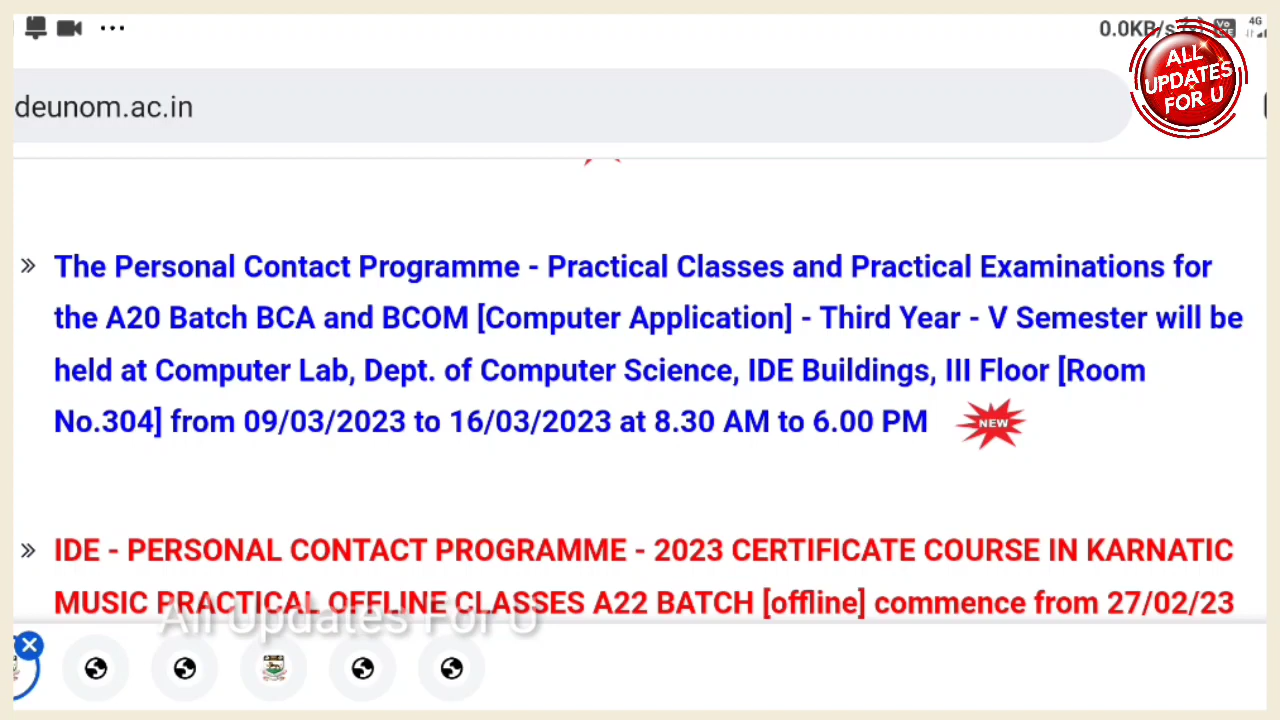 0.0KB/s
Vo
LTE
4G
ALL
UPDATES
FOR U
deunom.ac.in
» The Personal Contact Programme - Practical Classes and Practical Examinations for
the A20 Batch BCA and BCOM [Computer Application] - Third Year - V Semester will be
held at Computer Lab, Dept. of Computer Science, IDE Buildings, III Floor [Room
No.304] from 09/03/2023 to 16/03/2023 at 8.30 AM to 6.00 PM NEW
» IDE - PERSONAL CONTACT PROGRAMME - 2023 CERTIFICATE COURSE IN KARNATIC
MUSIC PRACTICAL OFFLINE CLASSES A22 BATCH [offline] commence from 27/02/23
All Updates For U